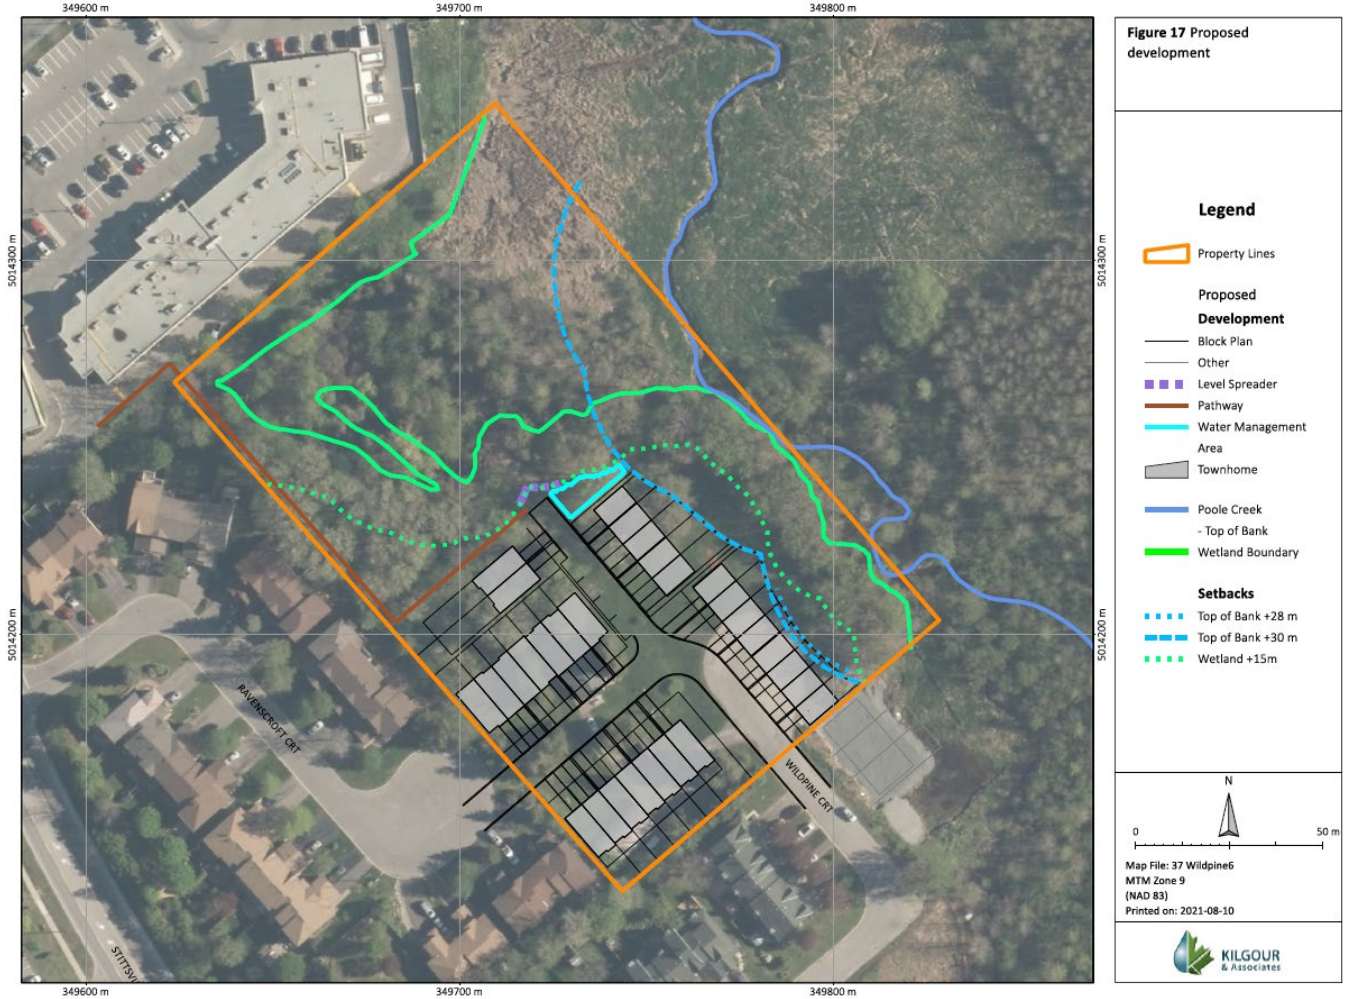 349600 m
349700 m
349800 m
5014300 m
5014200 m
5014300 m
5014200 m
RAVENSCROFT CRT
WILDPINE CRT
STITTSVI
349600 m
349700 m
349800 m
Figure 17 Proposed
development
Legend
Property Lines
Proposed
Development
Block Plan
Other
Level Spreader
Pathway
Water Management
Area
Townhome
Poole Creek
- Top of Bank
Wetland Boundary
Setbacks
Top of Bank +28 m
Top of Bank +30 m
Wetland +15m
N
0 50 m
Map File: 37 Wildpine6
MTM Zone 9
(NAD 83)
Printed on: 2021-08-10
KILGOUR
& Associates